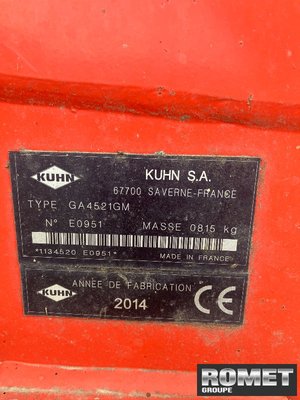 KUHN
KUHN S.A.
67700 SAVERNE-FRANCE
TYPE GA4521GM
N° E0951 MASSE 0815 kg
*1134520 E0951* MADE IN FRANCE
KUHN
ANNÉE DE FABRICATION
2014
CE
ROMET
GROUPE